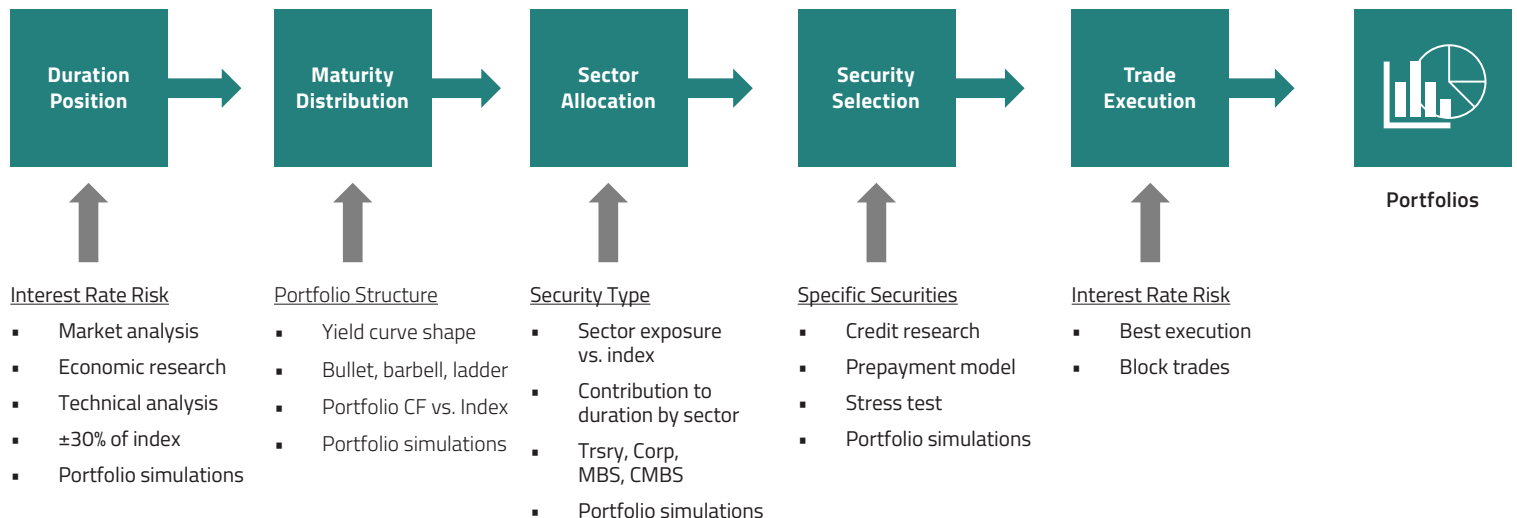 Duration
Position
Maturity
Distribution
Sector
Allocation
Security
Selection
Trade
Execution
Portfolios
Interest Rate Risk
▪ Market analysis
▪ Economic research
▪ Technical analysis
▪ ±30% of index
▪ Portfolio simulations
Portfolio Structure
▪ Yield curve shape
▪ Bullet, barbell, ladder
▪ Portfolio CF vs. Index
▪ Portfolio simulations
Security Type
▪ Sector exposure
vs. index
▪ Contribution to
duration by sector
▪ Trsry, Corp,
MBS, CMBS
▪ Portfolio simulations
Specific Securities
▪ Credit research
▪ Prepayment model
▪ Stress test
▪ Portfolio simulations
Interest Rate Risk
▪ Best execution
▪ Block trades